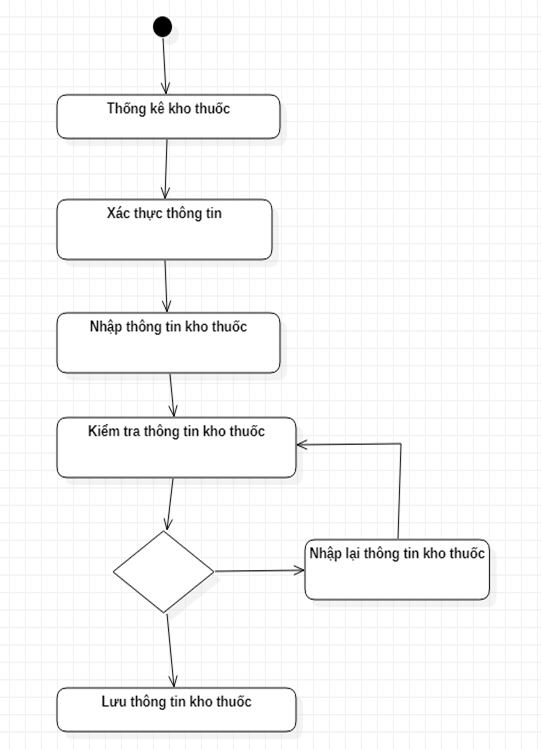 Thống kê kho thuốc
Xác thực thông tin
Nhập thông tin kho thuốc
Kiểm tra thông tin kho thuốc
Nhập lại thông tin kho thuốc
Lưu thông tin kho thuốc